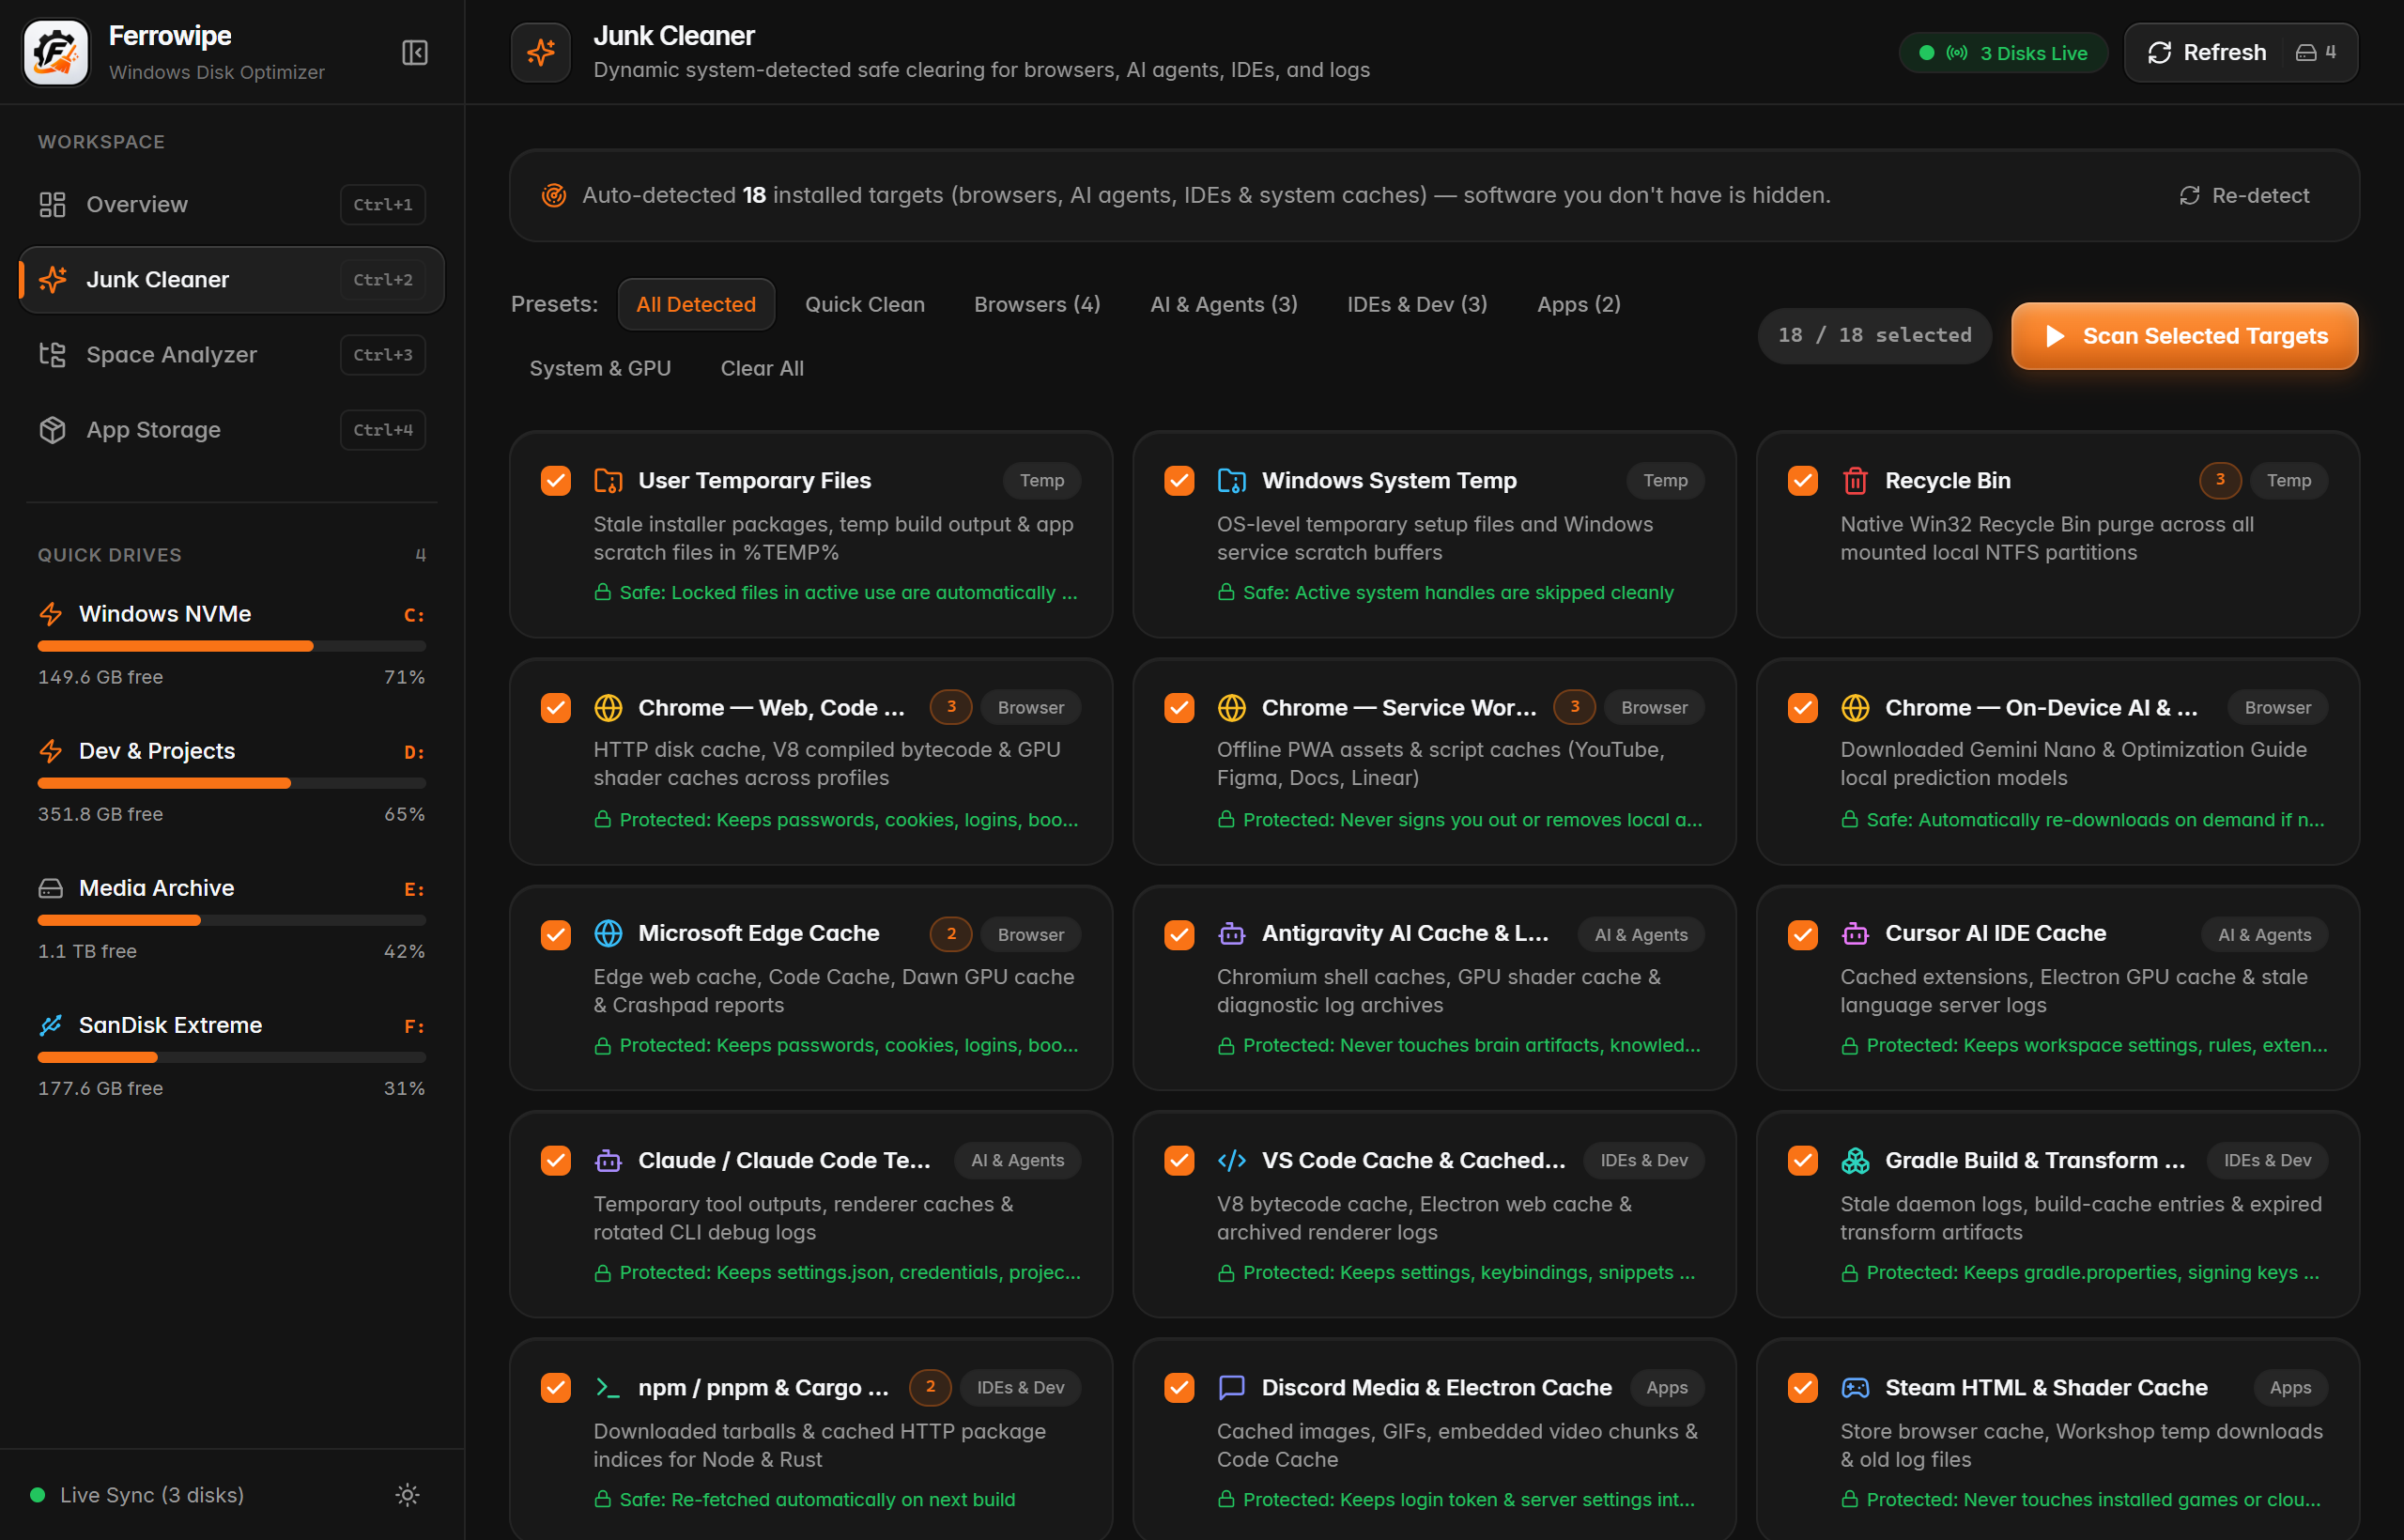 Ferrowipe
Windows Disk Optimizer
WORKSPACE
Overview Ctrl+1
Junk Cleaner Ctrl+2
Space Analyzer Ctrl+3
App Storage Ctrl+4
QUICK DRIVES 4
Windows NVMe C:
149.6 GB free 71%
Dev & Projects D:
351.8 GB free 65%
Media Archive E:
1.1 TB free 42%
SanDisk Extreme F:
177.6 GB free 31%
Live Sync (3 disks)
Junk Cleaner
Dynamic system-detected safe clearing for browsers, AI agents, IDEs, and logs
3 Disks Live
Refresh 4
Auto-detected 18 installed targets (browsers, AI agents, IDEs & system caches) — software you don't have is hidden.
Re-detect
Presets: All Detected Quick Clean Browsers (4) AI & Agents (3) IDEs & Dev (3) Apps (2)
System & GPU Clear All
18 / 18 selected
Scan Selected Targets
User Temporary Files Temp
Stale installer packages, temp build output & app
scratch files in %TEMP%
Safe: Locked files in active use are automatically ...
Windows System Temp Temp
OS-level temporary setup files and Windows
service scratch buffers
Safe: Active system handles are skipped cleanly
Recycle Bin 3 Temp
Native Win32 Recycle Bin purge across all
mounted local NTFS partitions
Chrome — Web, Code ... 3 Browser
HTTP disk cache, V8 compiled bytecode & GPU
shader caches across profiles
Protected: Keeps passwords, cookies, logins, boo...
Chrome — Service Wor... 3 Browser
Offline PWA assets & script caches (YouTube,
Figma, Docs, Linear)
Protected: Never signs you out or removes local a...
Chrome — On-Device AI & ... Browser
Downloaded Gemini Nano & Optimization Guide
local prediction models
Safe: Automatically re-downloads on demand if n...
Microsoft Edge Cache 2 Browser
Edge web cache, Code Cache, Dawn GPU cache
& Crashpad reports
Protected: Keeps passwords, cookies, logins, boo...
Antigravity AI Cache & L... AI & Agents
Chromium shell caches, GPU shader cache &
diagnostic log archives
Protected: Never touches brain artifacts, knowled...
Cursor AI IDE Cache AI & Agents
Cached extensions, Electron GPU cache & stale
language server logs
Protected: Keeps workspace settings, rules, exten...
Claude / Claude Code Te... AI & Agents
Temporary tool outputs, renderer caches &
rotated CLI debug logs
Protected: Keeps settings.json, credentials, projec...
VS Code Cache & Cached... IDEs & Dev
V8 bytecode cache, Electron web cache &
archived renderer logs
Protected: Keeps settings, keybindings, snippets ...
Gradle Build & Transform ... IDEs & Dev
Stale daemon logs, build-cache entries & expired
transform artifacts
Protected: Keeps gradle.properties, signing keys ...
npm / pnpm & Cargo ... 2 IDEs & Dev
Downloaded tarballs & cached HTTP package
indices for Node & Rust
Safe: Re-fetched automatically on next build
Discord Media & Electron Cache Apps
Cached images, GIFs, embedded video chunks &
Code Cache
Protected: Keeps login token & server settings int...
Steam HTML & Shader Cache Apps
Store browser cache, Workshop temp downloads
& old log files
Protected: Never touches installed games or clou...